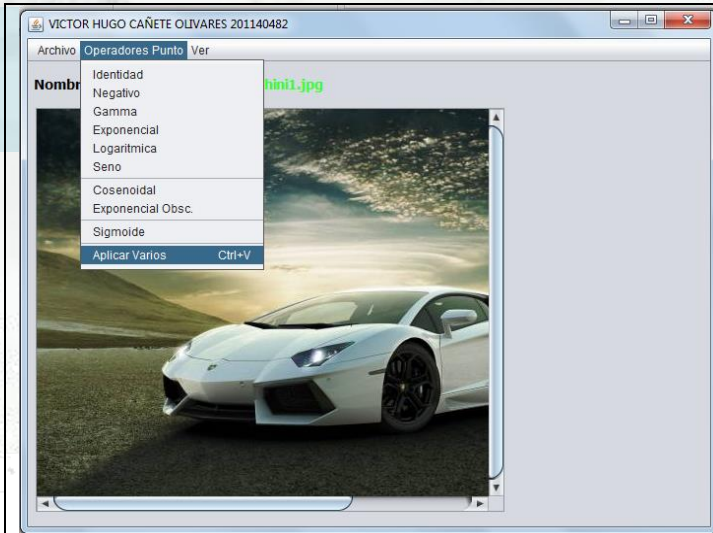 VICTOR HUGO CAÑETE OLIVARES 201140482
Archivo Operadores Punto Ver
Nombr hini1.jpg
Identidad
Negativo
Gamma
Exponencial
Logaritmica
Seno
Cosenoidal
Exponencial Obsc.
Sigmoide
Aplicar Varios Ctrl+V